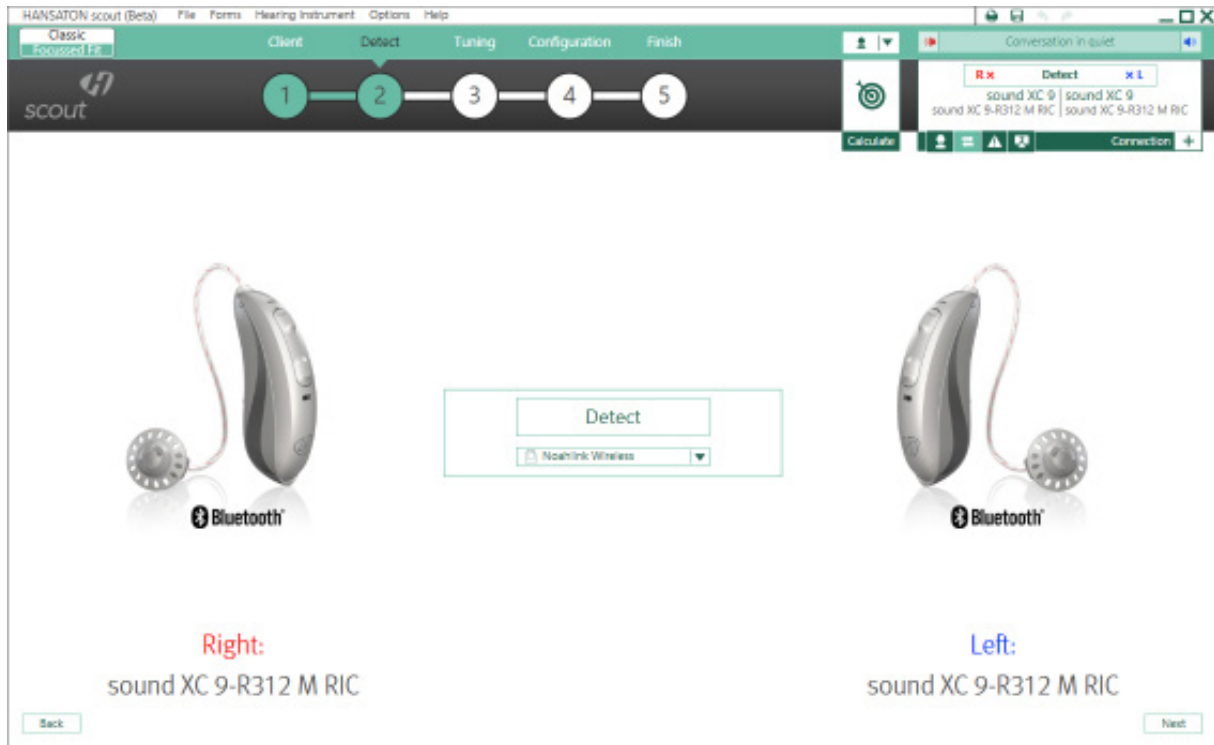 HANSATON scout (Beta) File Forms Hearing Instrument Options Help
Classic
Focussed Fit
Client Detect Tuning Configuration Finish
Conversation in quiet
scout
1 2 3 4 5
Calculate
R x Detect x L
sound XC 9 sound XC 9
sound XC 9-R312 M RIC sound XC 9-R312 M RIC
Connection +
Detect
Noahlink Wireless
Bluetooth Bluetooth
Right: Left:
sound XC 9-R312 M RIC sound XC 9-R312 M RIC
Back Next